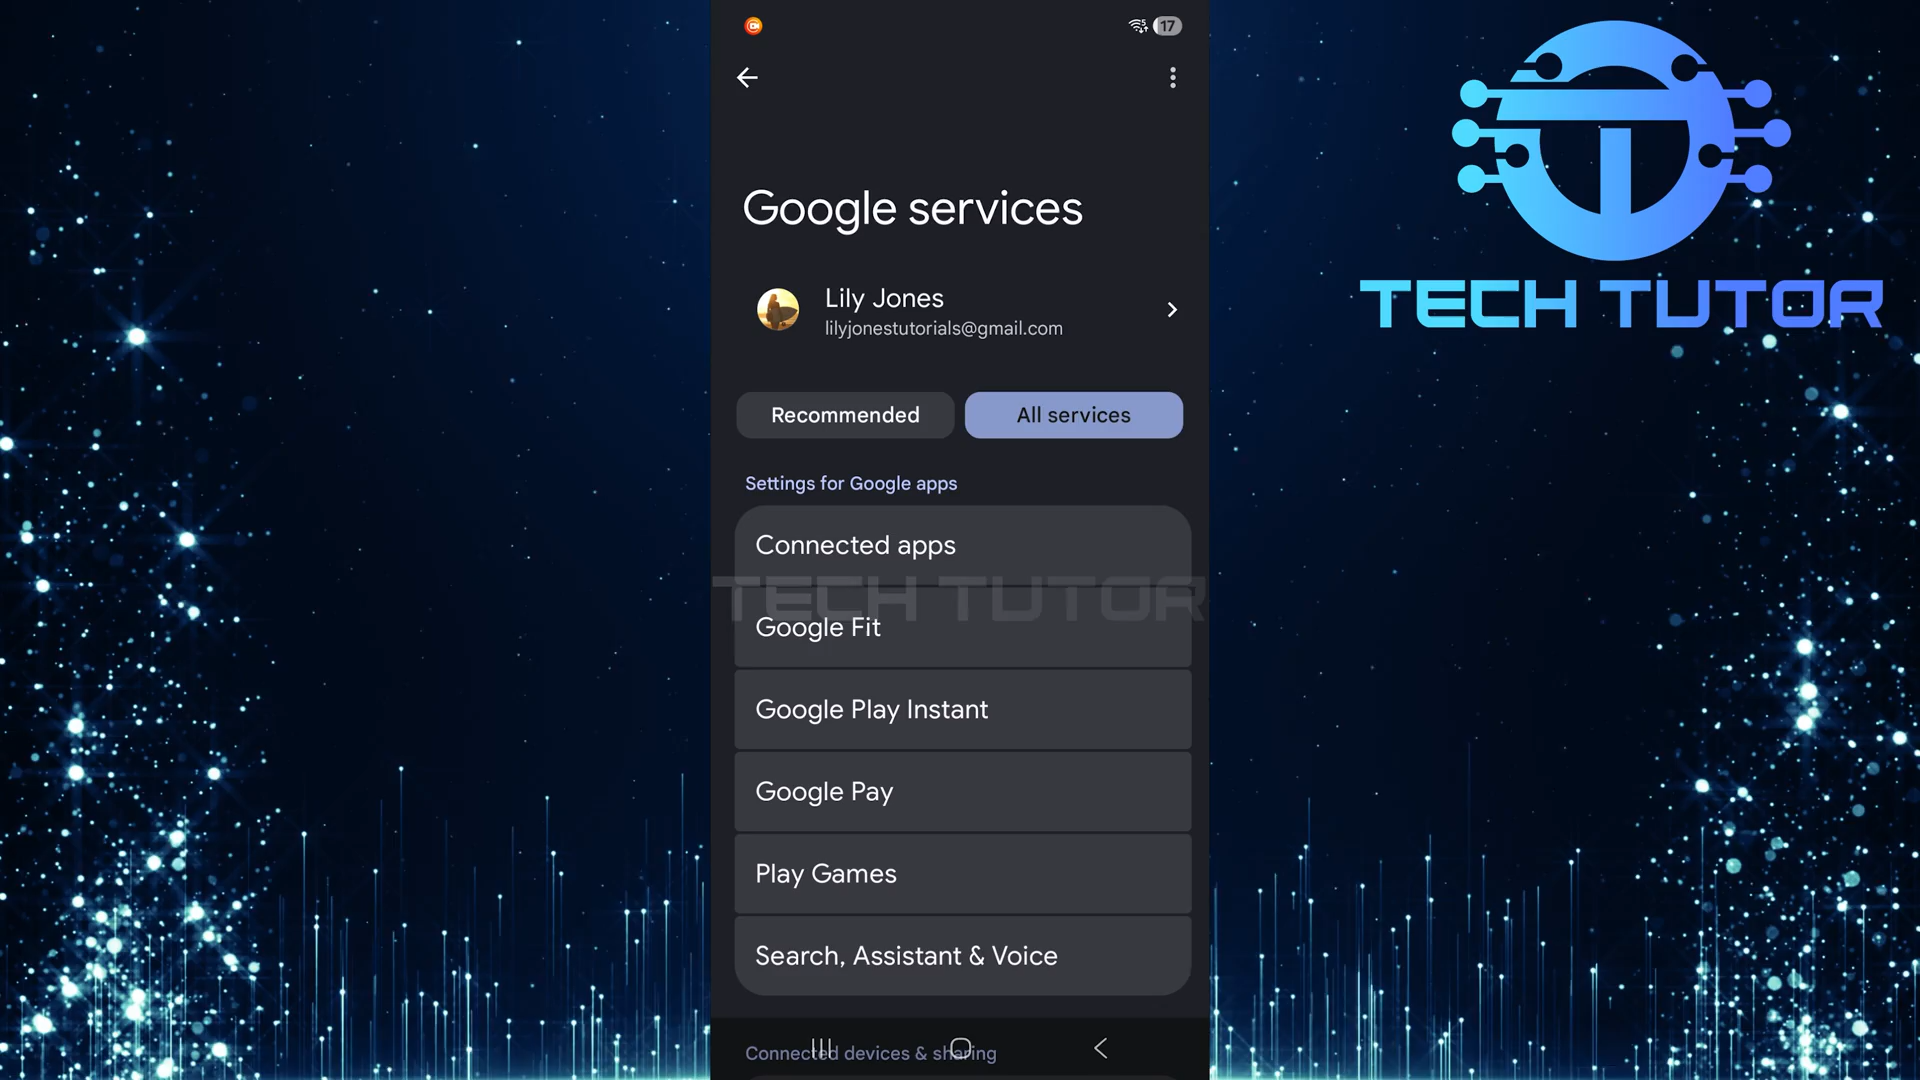 17
TECH TUTOR
Google services
Lily Jones
lilyjonestutorials@gmail.com
Recommended
All services
Settings for Google apps
Connected apps
TECH TUTOR
Google Fit
Google Play Instant
Google Pay
Play Games
Search, Assistant & Voice
Connected devices & sharing